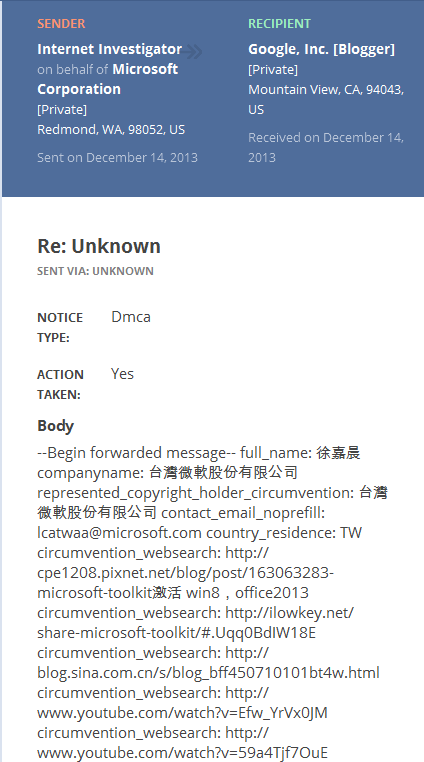 SENDER
Internet Investigator
on behalf of Microsoft
Corporation
[Private]
Redmond, WA, 98052, US
Sent on December 14, 2013
RECIPIENT
Google, Inc. [Blogger]
[Private]
Mountain View, CA, 94043,
US
Received on December 14,
2013
Re: Unknown
SENT VIA: UNKNOWN
NOTICE
TYPE:
Dmca
ACTION
TAKEN:
Yes
Body
--Begin forwarded message-- full_name: 徐嘉晨
companyname: 台灣微軟股份有限公司
represented_copyright_holder_circumvention: 台灣
微軟股份有限公司 contact_email_noprefill:
lcatwaa@microsoft.com country_residence: TW
circumvention_websearch: http://
cpe1208.pixnet.net/blog/post/163063283-
microsoft-toolkit激活 win8，office2013
circumvention_websearch: http://ilowkey.net/
share-microsoft-toolkit/#.Uqq0BdIW18E
circumvention_websearch: http://
blog.sina.com.cn/s/blog_bff450710101bt4w.html
circumvention_websearch: http://
www.youtube.com/watch?v=Efw_YrVx0JM
circumvention_websearch: http://
www.youtube.com/watch?v=59a4Tjf7OuE